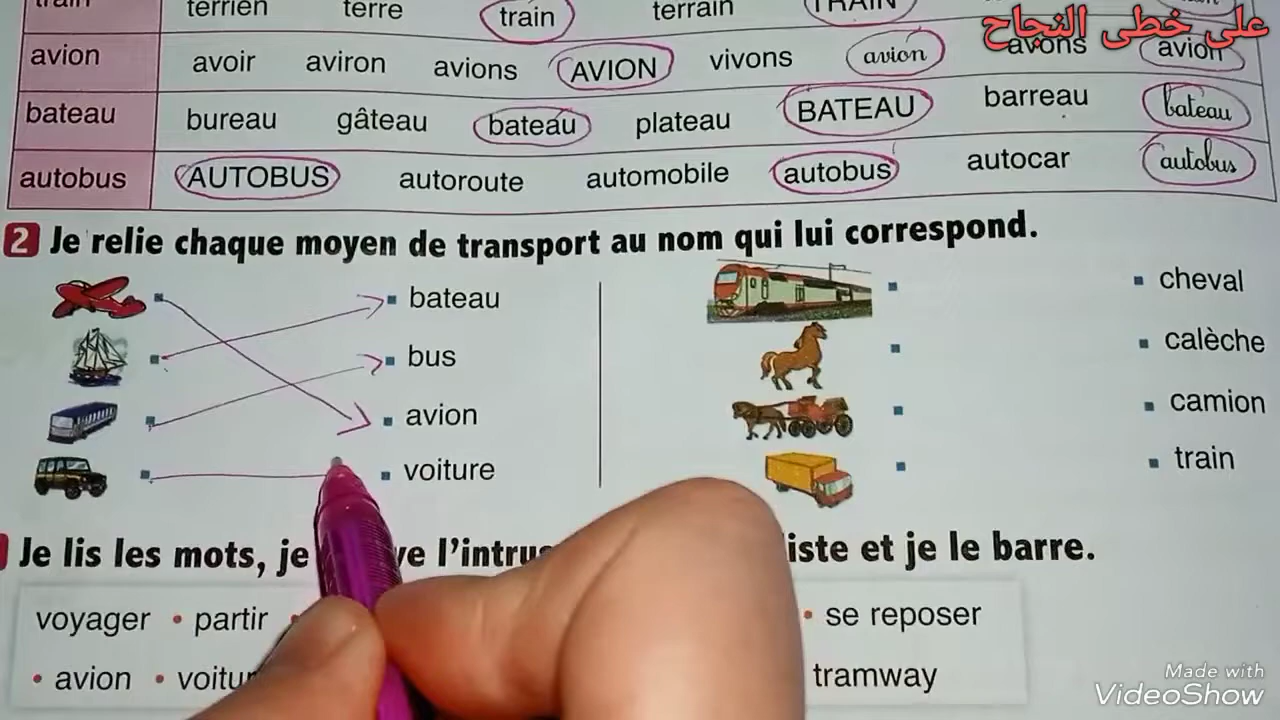 train terrien terre train terrain TRAIN
على خطى النجاح
avion avoir aviron avions AVION vivons avion avons avion
bateau bureau gâteau bateau plateau BATEAU barreau bateau
autobus AUTOBUS autoroute automobile autobus autocar autobus
2 Je relie chaque moyen de transport au nom qui lui correspond.
bateau
bus
avion
voiture
cheval
calèche
camion
train
Je lis les mots, je l'intrus iste et je le barre.
voyager • partir • • se reposer
• avion • voitur tramway
Made with
VideoShow